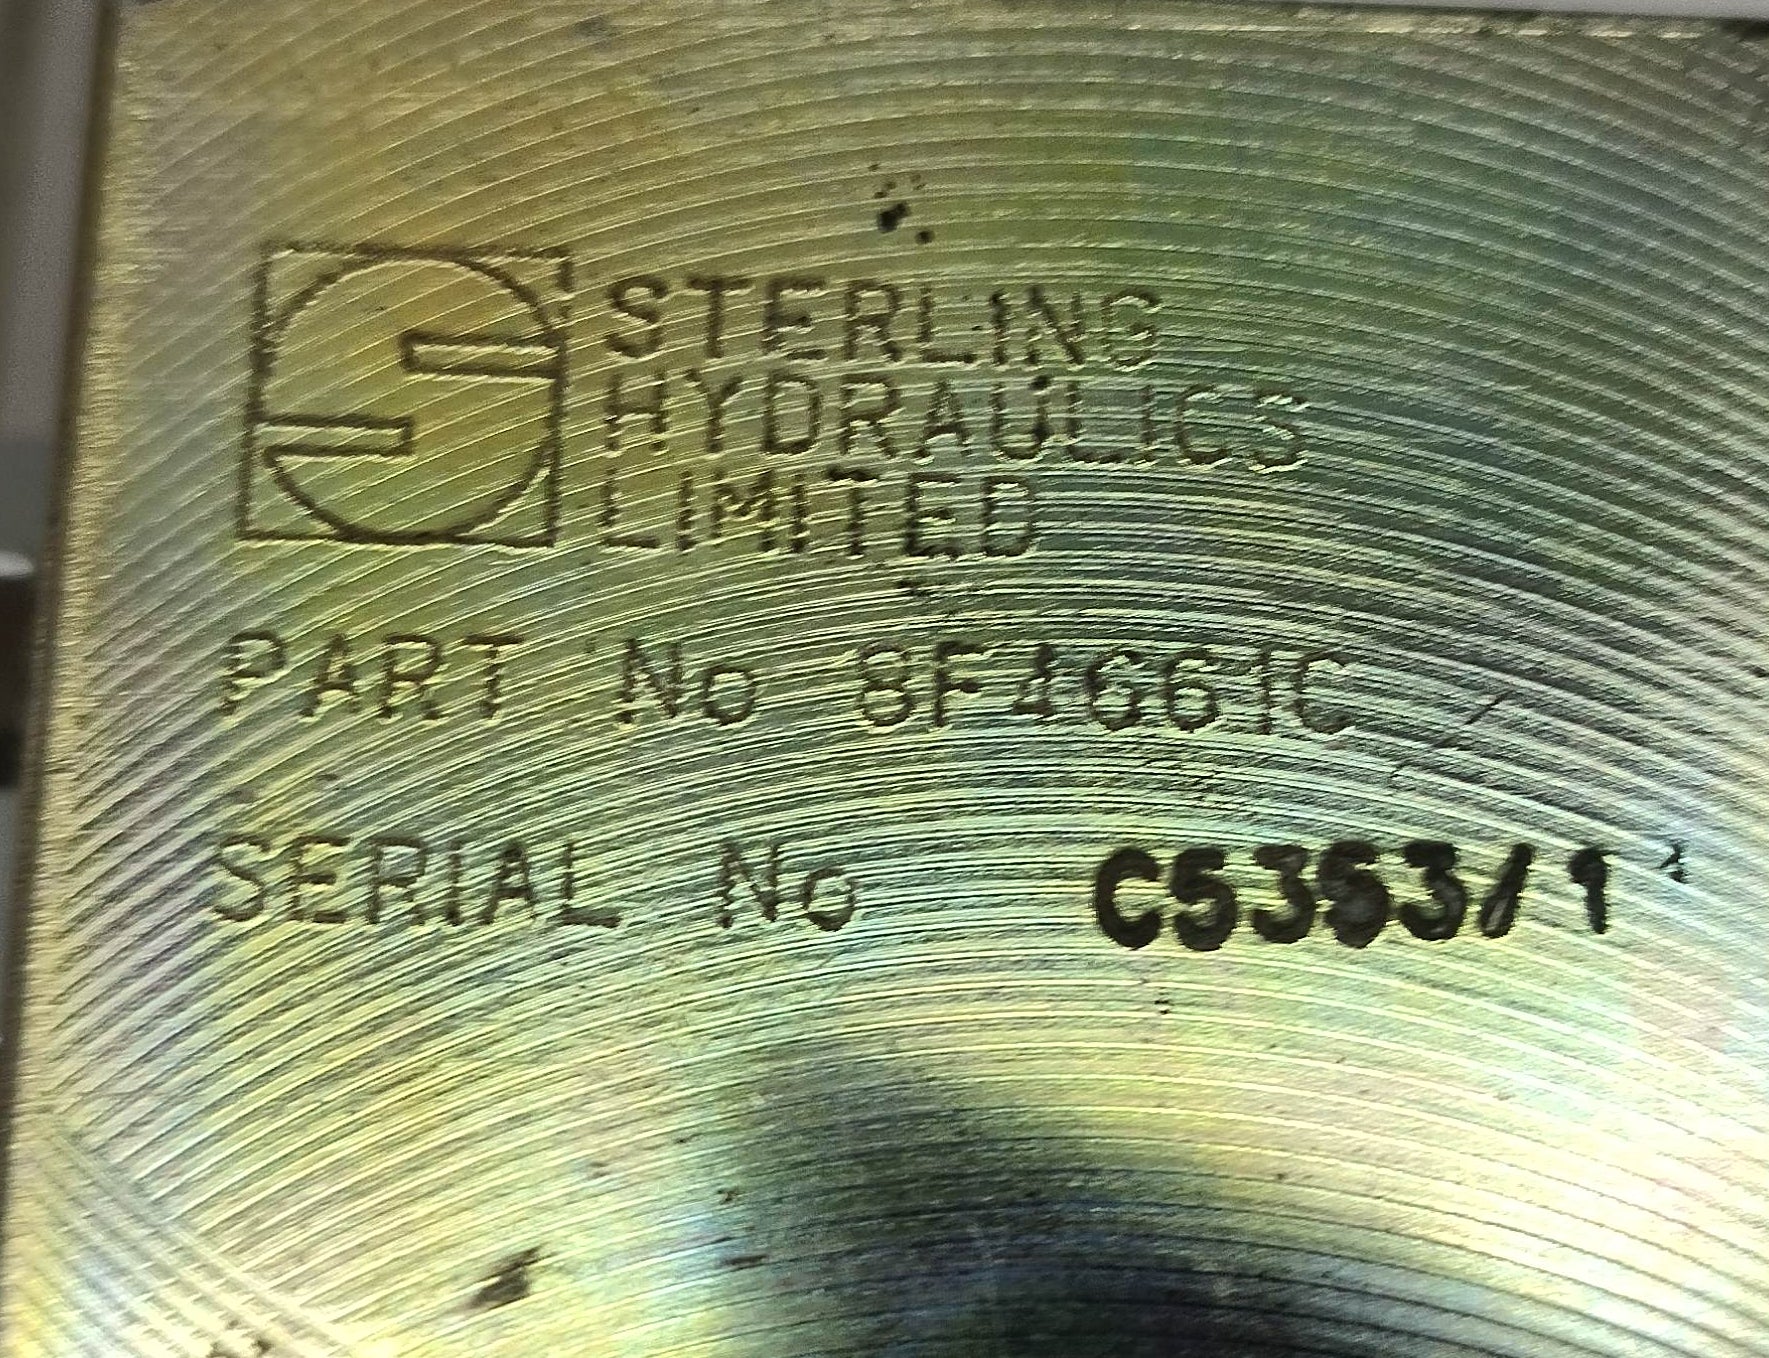 STERLING
HYDRAULICS
LIMITED
PART No 8F4661C
SERIAL No C5353/1